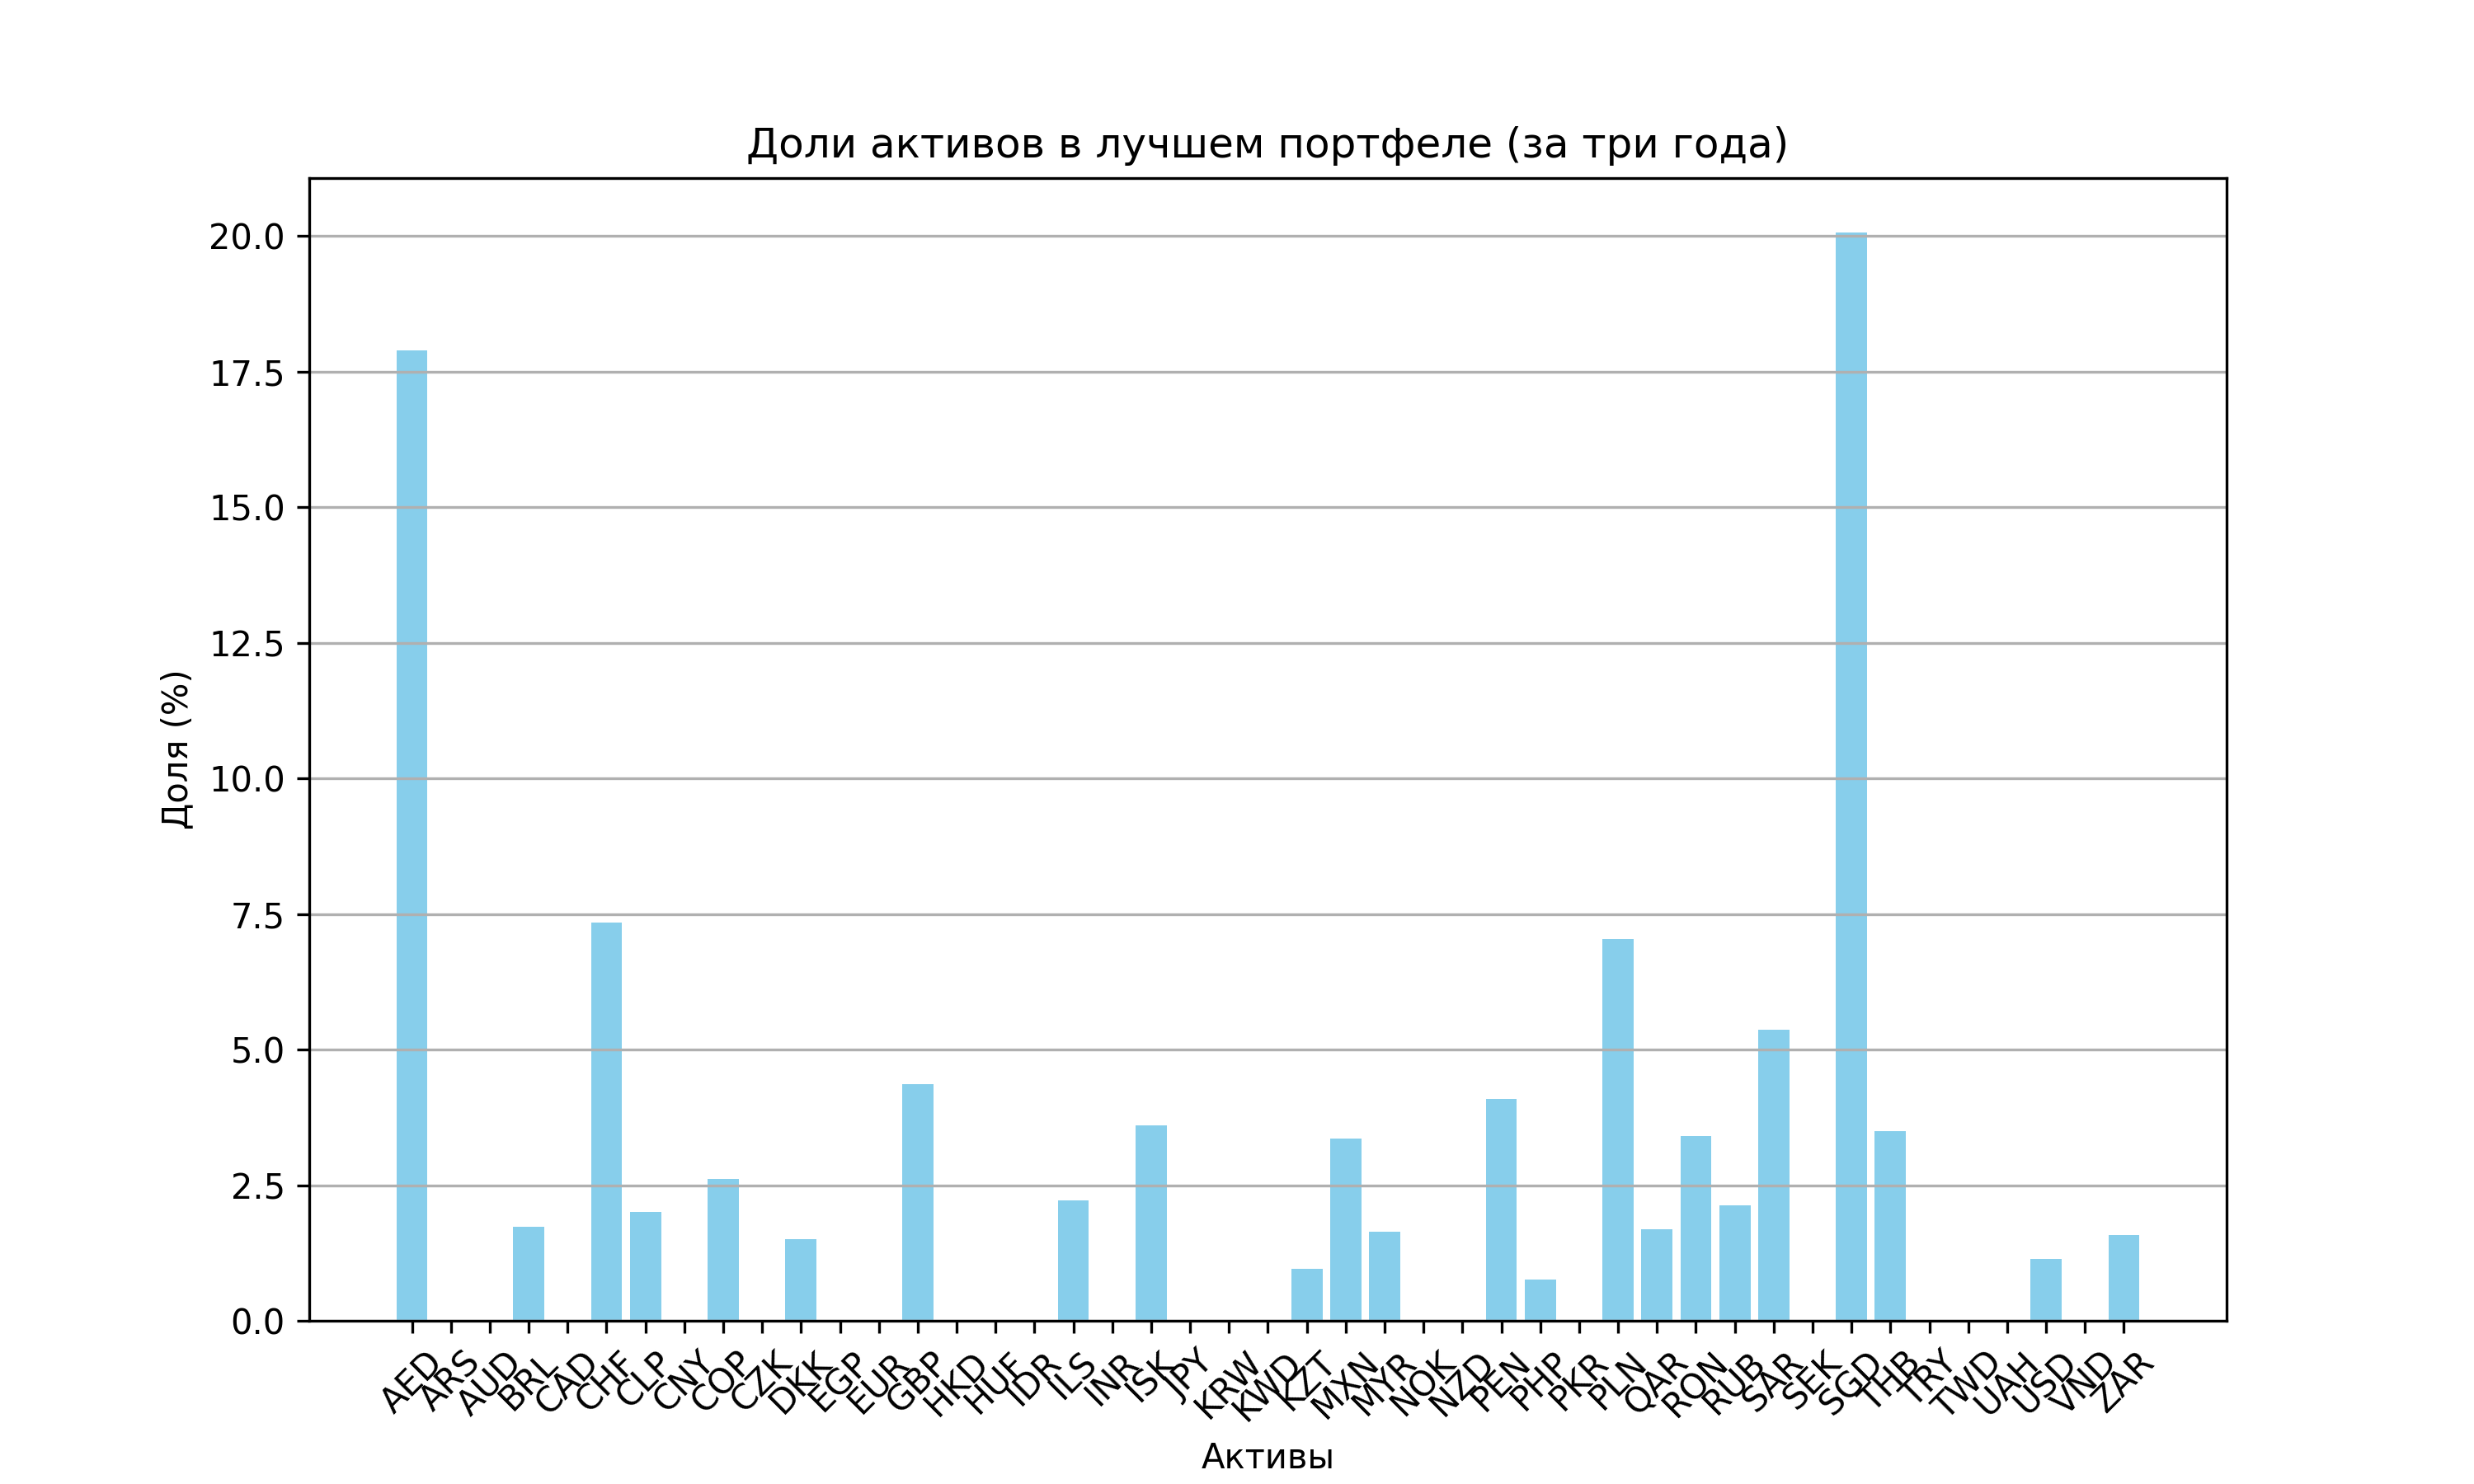 Доли активов в лучшем портфеле (за три года)
Доля (%)
20.0
17.5
15.0
12.5
10.0
7.5
5.0
2.5
0.0
AED
ARS
AUD
BRL
CAD
CHF
CLP
CNY
COP
CZK
DKK
EGP
EUR
GBP
HKD
HUF
IDR
ILS
INR
ISK
JPY
KRW
KWD
KZT
MXN
MYR
NOK
NZD
PEN
PHP
PKR
PLN
QAR
RON
RUB
SAR
SEK
SGD
THB
TRY
TWD
UAH
USD
VND
ZAR
Активы